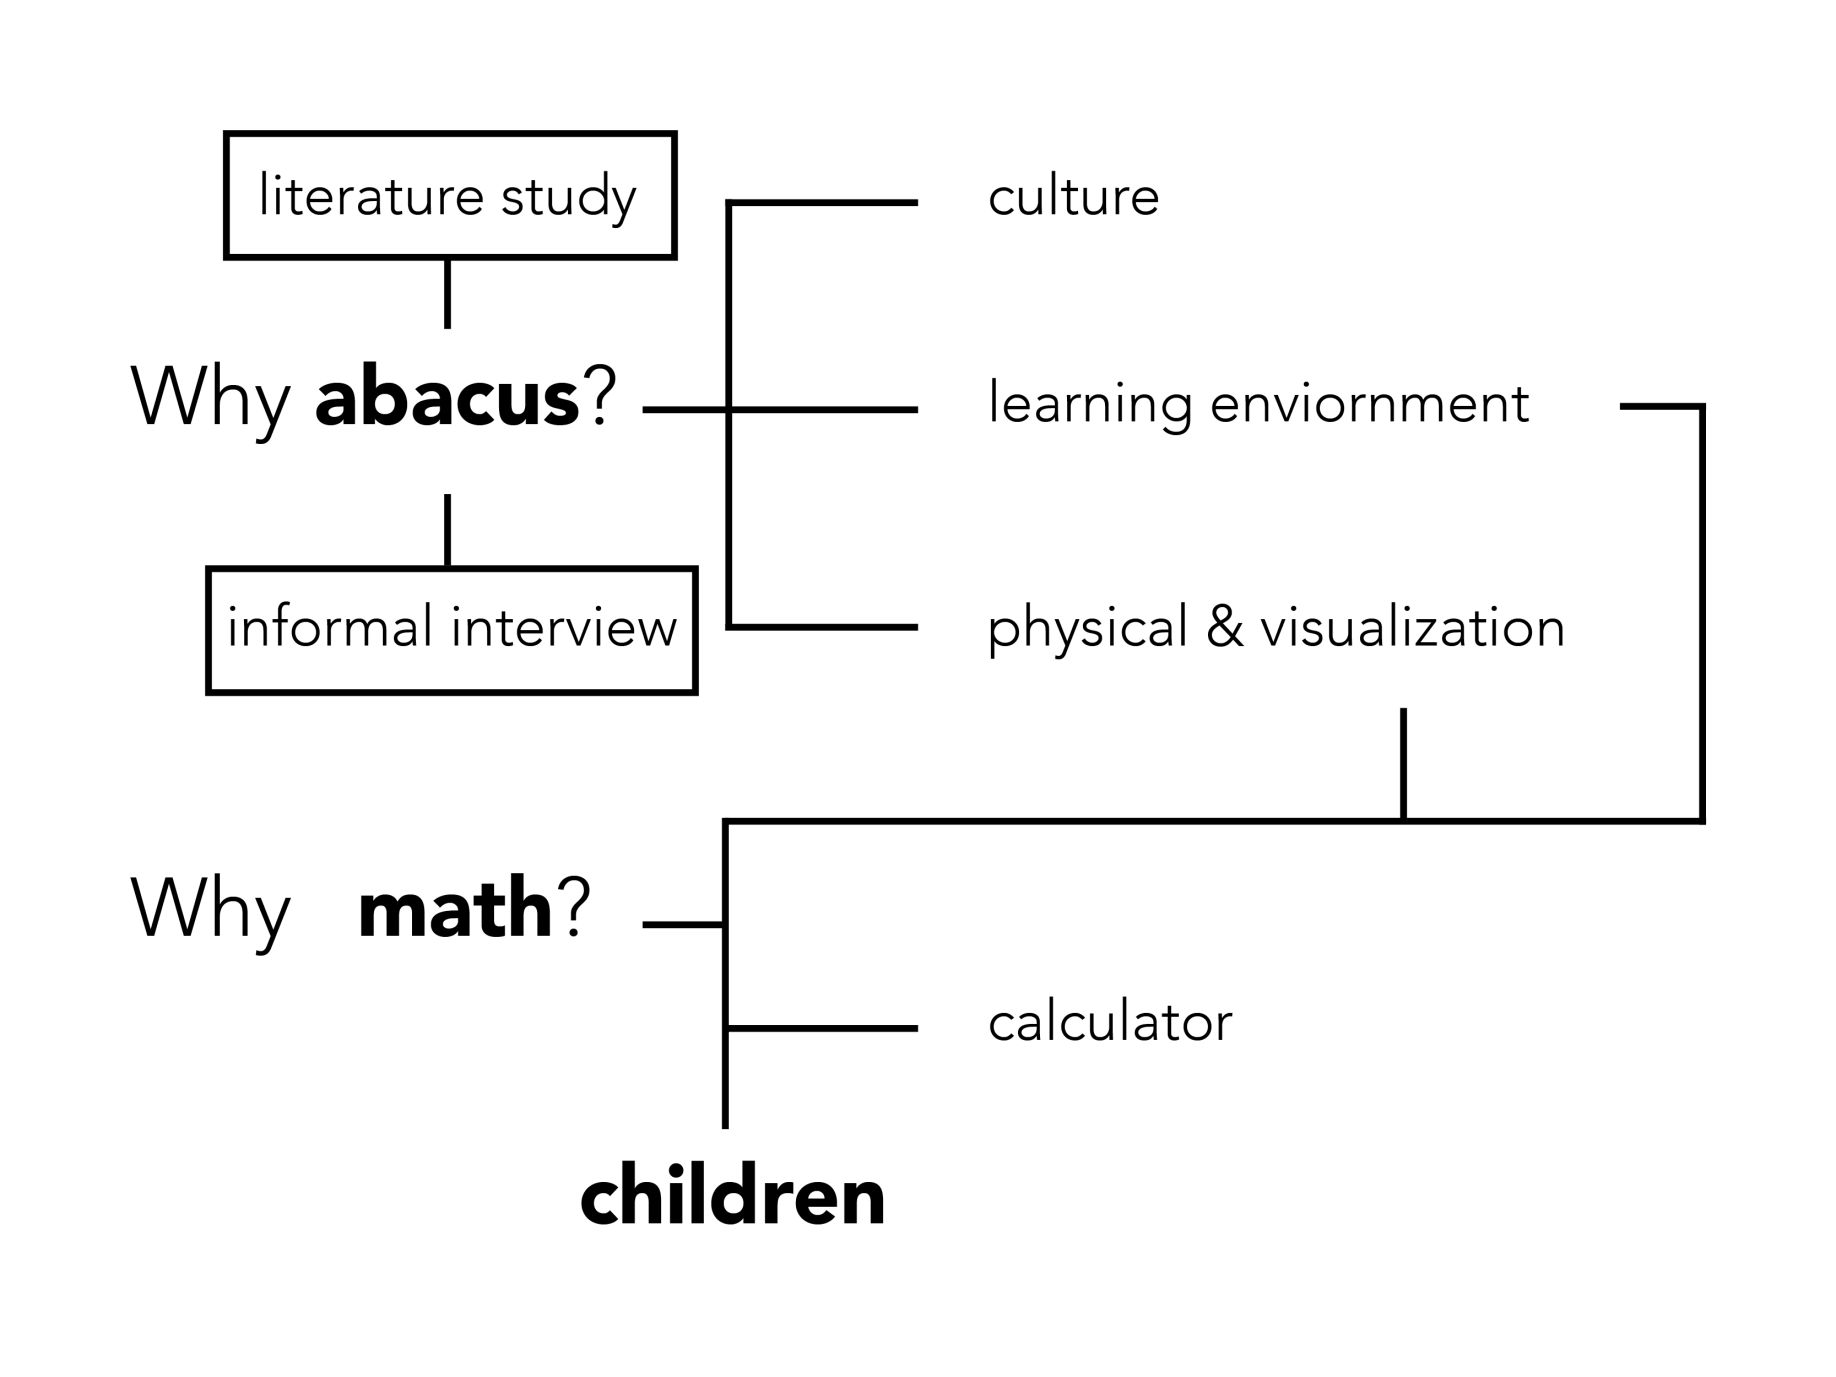 literature study
culture
Why abacus?
learning enviornment
informal interview
physical & visualization
Why math?
calculator
children